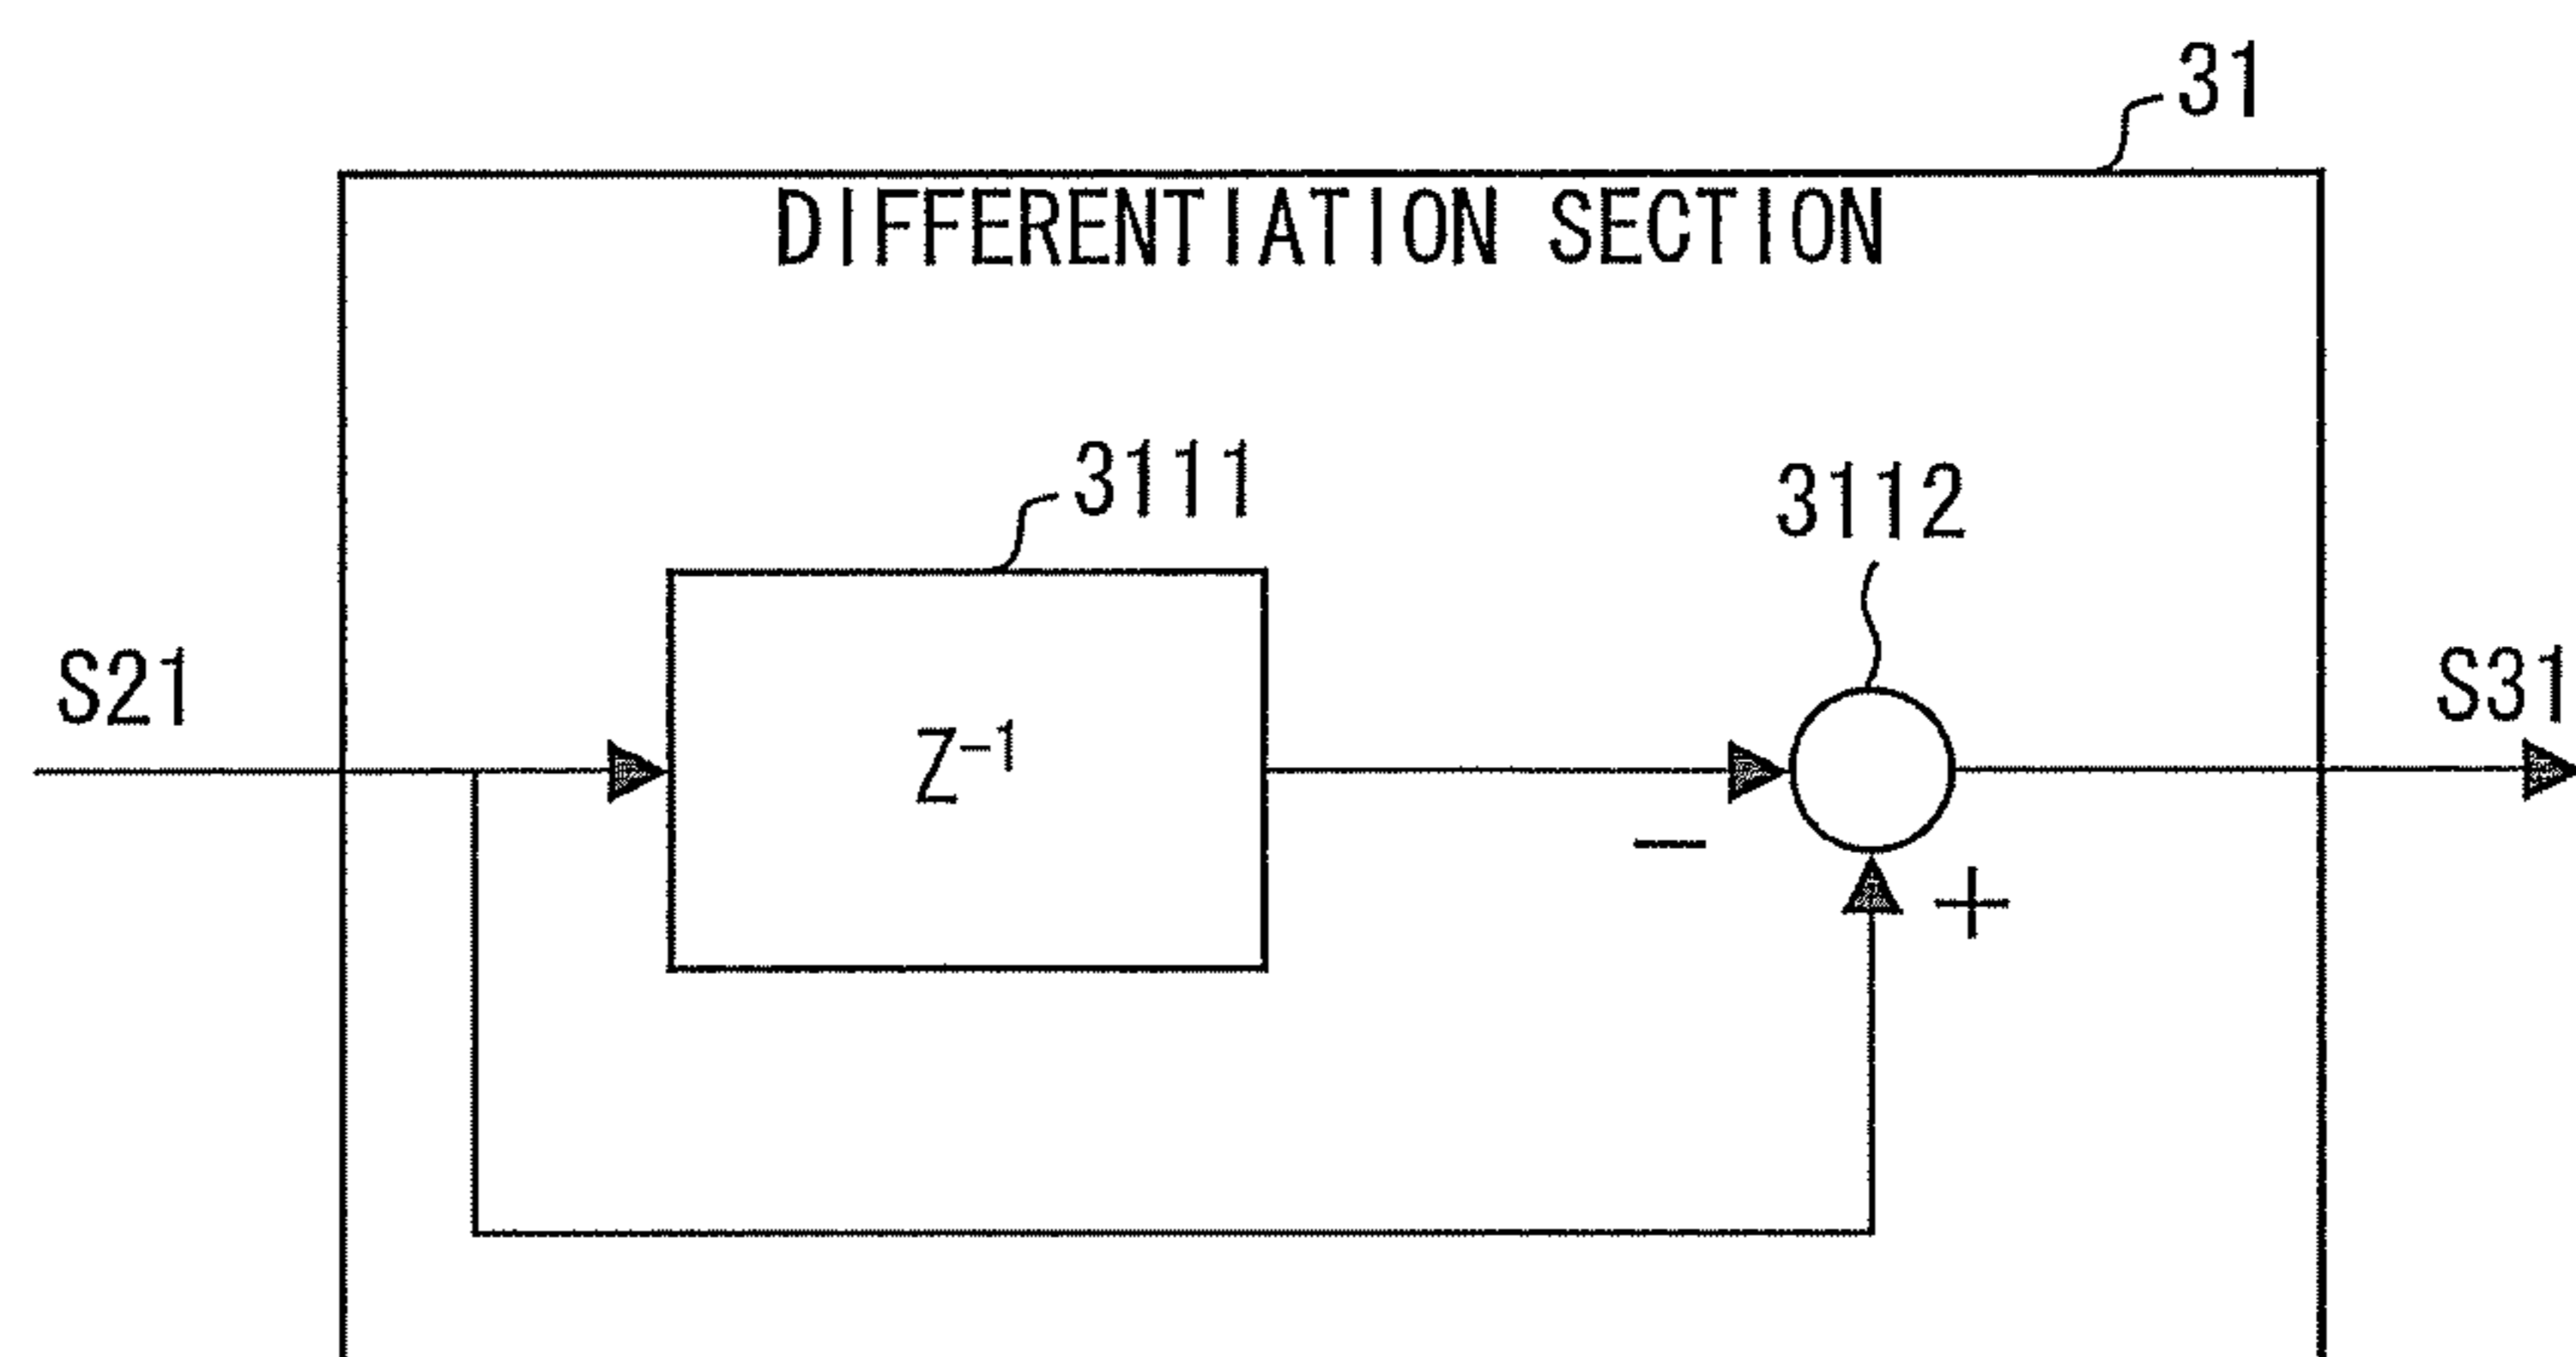 31
DIFFERENTIATION SECTION
3111
3112
S21
Z⁻¹
S31
−
+